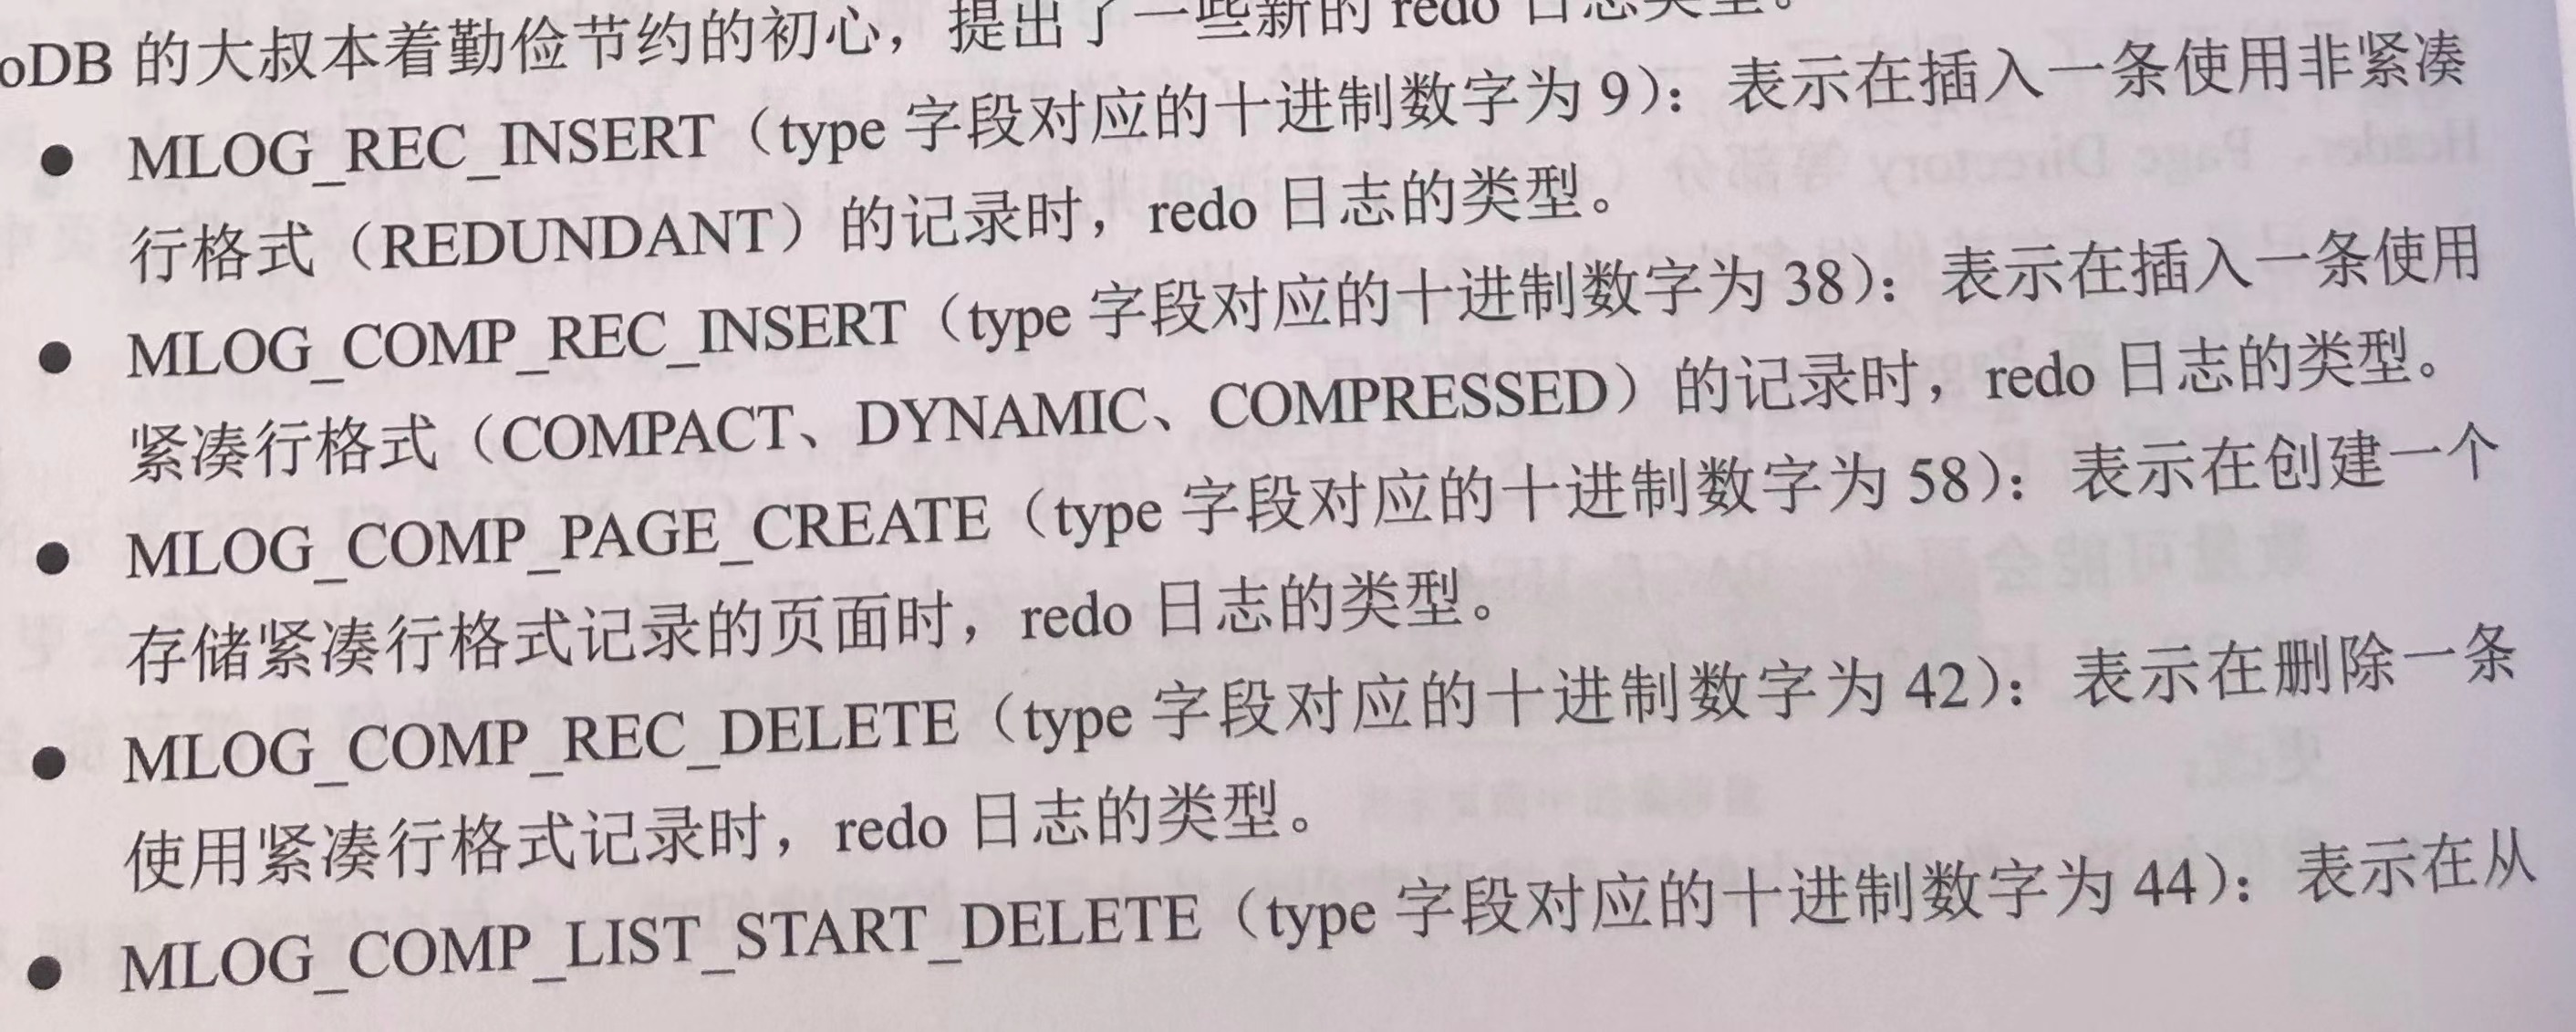 oDB 的大叔本着勤俭节约的初心，提出了一些新的 redo 日志类型。
● MLOG_REC_INSERT（type 字段对应的十进制数字为 9）：表示在插入一条使用非紧凑
行格式（REDUNDANT）的记录时，redo 日志的类型。
● MLOG_COMP_REC_INSERT（type 字段对应的十进制数字为 38）：表示在插入一条使用
紧凑行格式（COMPACT、DYNAMIC、COMPRESSED）的记录时，redo 日志的类型。
● MLOG_COMP_PAGE_CREATE（type 字段对应的十进制数字为 58）：表示在创建一个
存储紧凑行格式记录的页面时，redo 日志的类型。
● MLOG_COMP_REC_DELETE（type 字段对应的十进制数字为 42）：表示在删除一条
使用紧凑行格式记录时，redo 日志的类型。
● MLOG_COMP_LIST_START_DELETE（type 字段对应的十进制数字为 44）：表示在从